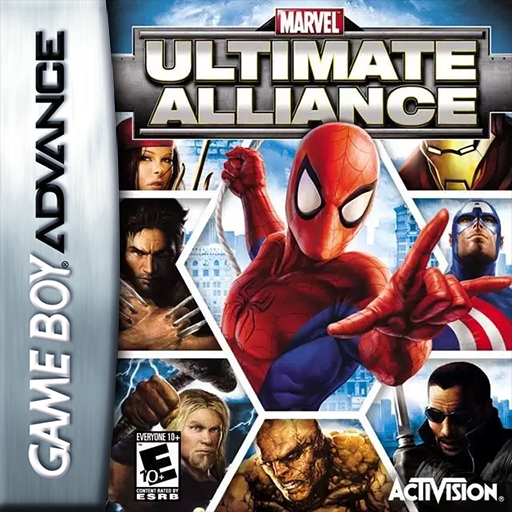 GAME BOY ADVANCE
MARVEL
ULTIMATE
ALLIANCE
EVERYONE 10+
E
10+
CONTENT RATED BY
ESRB
ACTIVISION